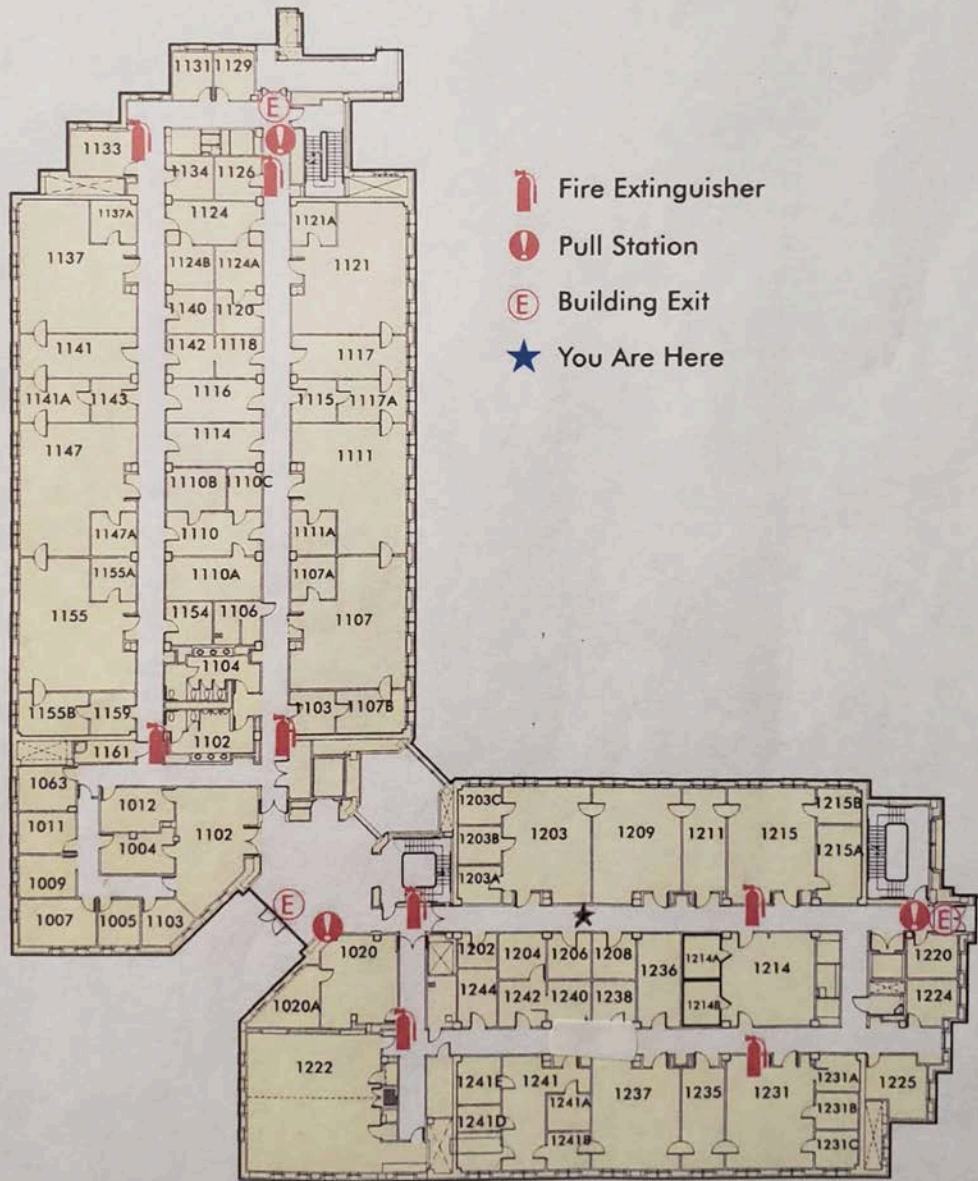 1131 1129
E
1133
1134 1126
1137A 1124 1121A
1137 1124B 1124A 1121
1140 1120
1141 1142 1118 1117
1141A 1143 1116 1115 1117A
1147 1114 1111
1110B 1110C
1147A 1110 1111A
1155A 1110A 1107A
1155 1154 1106 1107
1104
1155B 1159 1103 1107B
1161 1102
1063 1012
1011 1004 1102
1009
1007 1005 1103
E
1020
1020A
1222
Fire Extinguisher
Pull Station
E Building Exit
You Are Here
1203C 1215B
1203B 1203 1209 1211 1215 1215A
1203A
E
1202 1204 1206 1208 1236 1214A 1214 1220
1244 1242 1240 1238 1214B 1224
1241E 1241 1237 1235 1231 1231A 1225
1241A 1231B
1241D
1241B 1231C